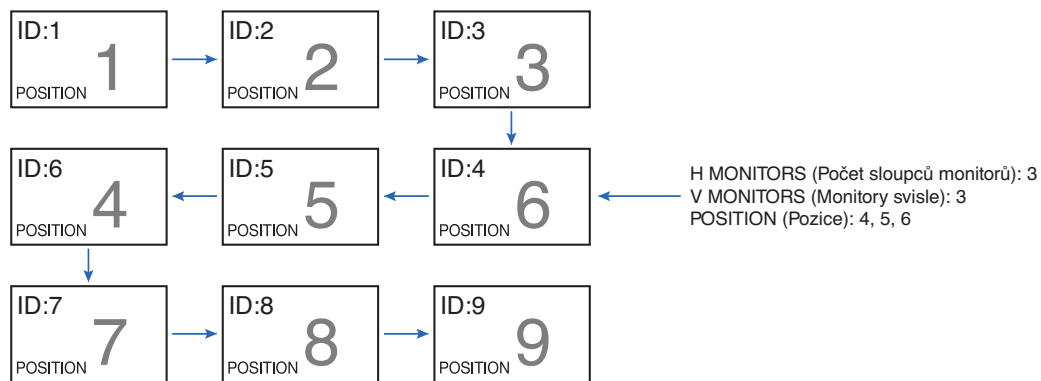 ID:1
POSITION 1
ID:2
POSITION 2
ID:3
POSITION 3
ID:6
POSITION 4
ID:5
POSITION 5
ID:4
POSITION 6
H MONITORS (Počet sloupců monitorů): 3
V MONITORS (Monitory svisle): 3
POSITION (Pozice): 4, 5, 6
ID:7
POSITION 7
ID:8
POSITION 8
ID:9
POSITION 9